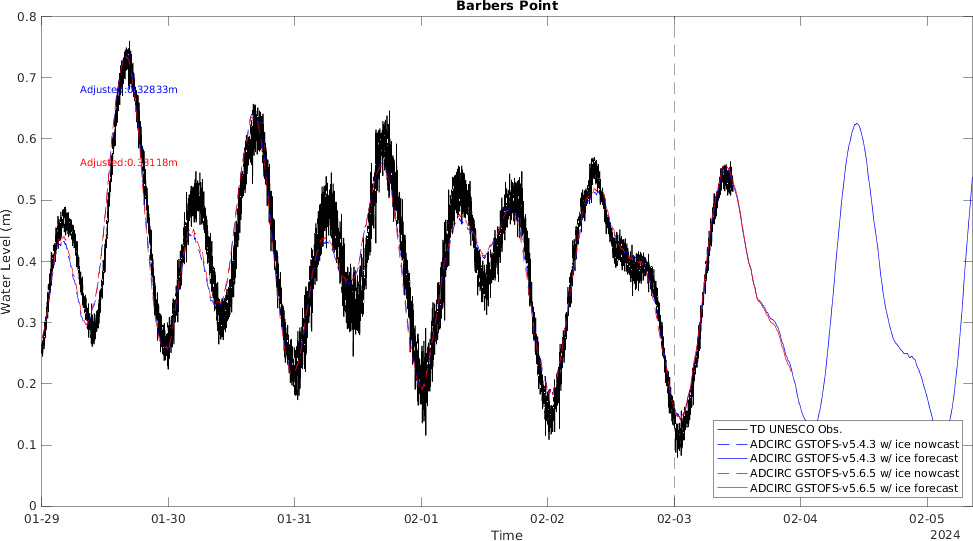 Barbers Point
0.8
0.7
0.6
0.5
0.4
0.3
0.2
0.1
0
Water Level (m)
Adjusted:0.32833m
Adjusted:0.33118m
TD UNESCO Obs.
ADCIRC GSTOFS-v5.4.3 w/ ice nowcast
ADCIRC GSTOFS-v5.4.3 w/ ice forecast
ADCIRC GSTOFS-v5.6.5 w/ ice nowcast
ADCIRC GSTOFS-v5.6.5 w/ ice forecast
01-29 01-30 01-31 02-01 02-02 02-03 02-04 02-05
Time
2024